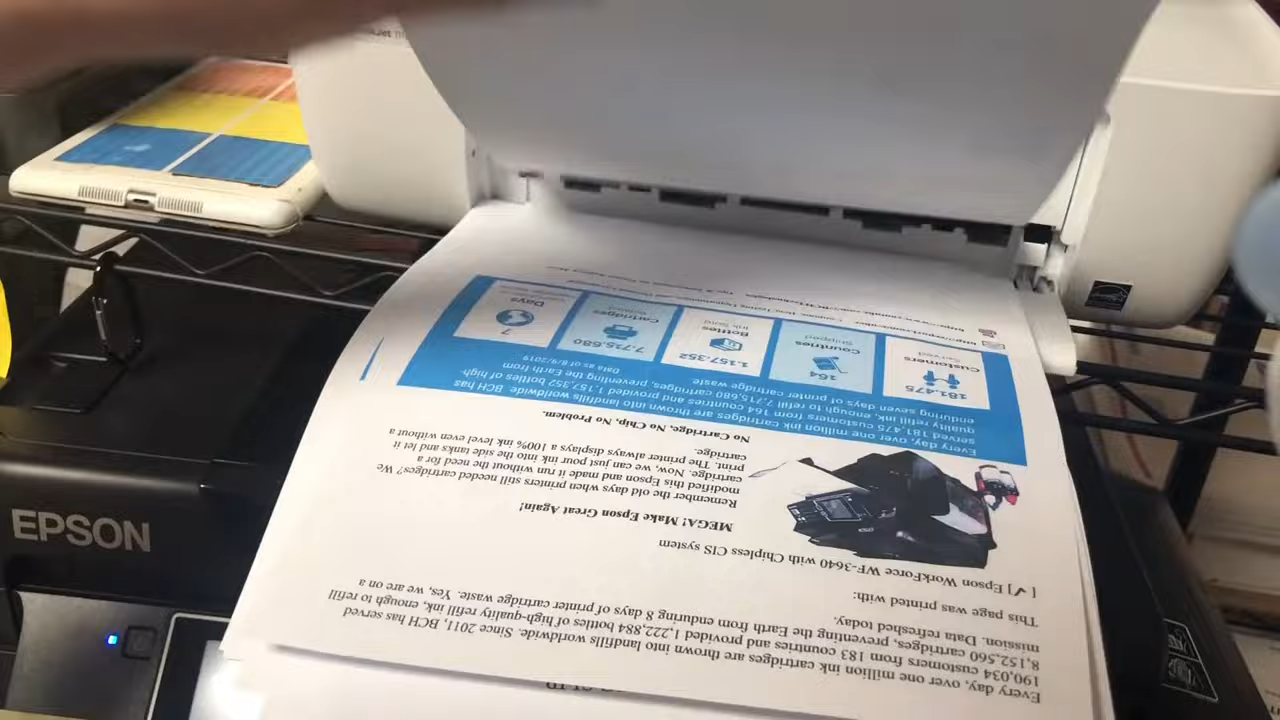 EPSON
Every day, over one million ink cartridges are thrown into landfills worldwide. Since 2011, BCH has served
190,034 customers from 183 countries and provided 1,222,884 bottles of high-quality refill ink, enough to refill
8,152,560 cartridges, preventing the Earth from enduring 8 days of printer cartridge waste. Yes, we are on a
mission. Data refreshed today.
This page was printed with:
[✓] Epson WorkForce WF-3640 with Chipless CIS system
MEGA! Make Epson Great Again!
Remember the old days when printers still needed cartridges? We
modified this Epson and made it run without the need for a
cartridge. Now, we can just pour ink into the side tanks and let it
print. The printer always displays a 100% ink level even without a
cartridge.
No Cartridge, No Chip, No Problem.
Every day, over one million ink cartridges are thrown into landfills worldwide. BCH has
served 181,475 customers from 164 countries and provided 1,157,352 bottles of high-
quality refill ink, enough to refill 7,715,680 cartridges, preventing the Earth from
enduring seven days of printer cartridge waste.
Data as of 8/9/2019
181,475
Customers
Served
164
Countries
Shipped
1,157,352
Bottles
Ink Sold
7,715,680
Cartridges
7
Days